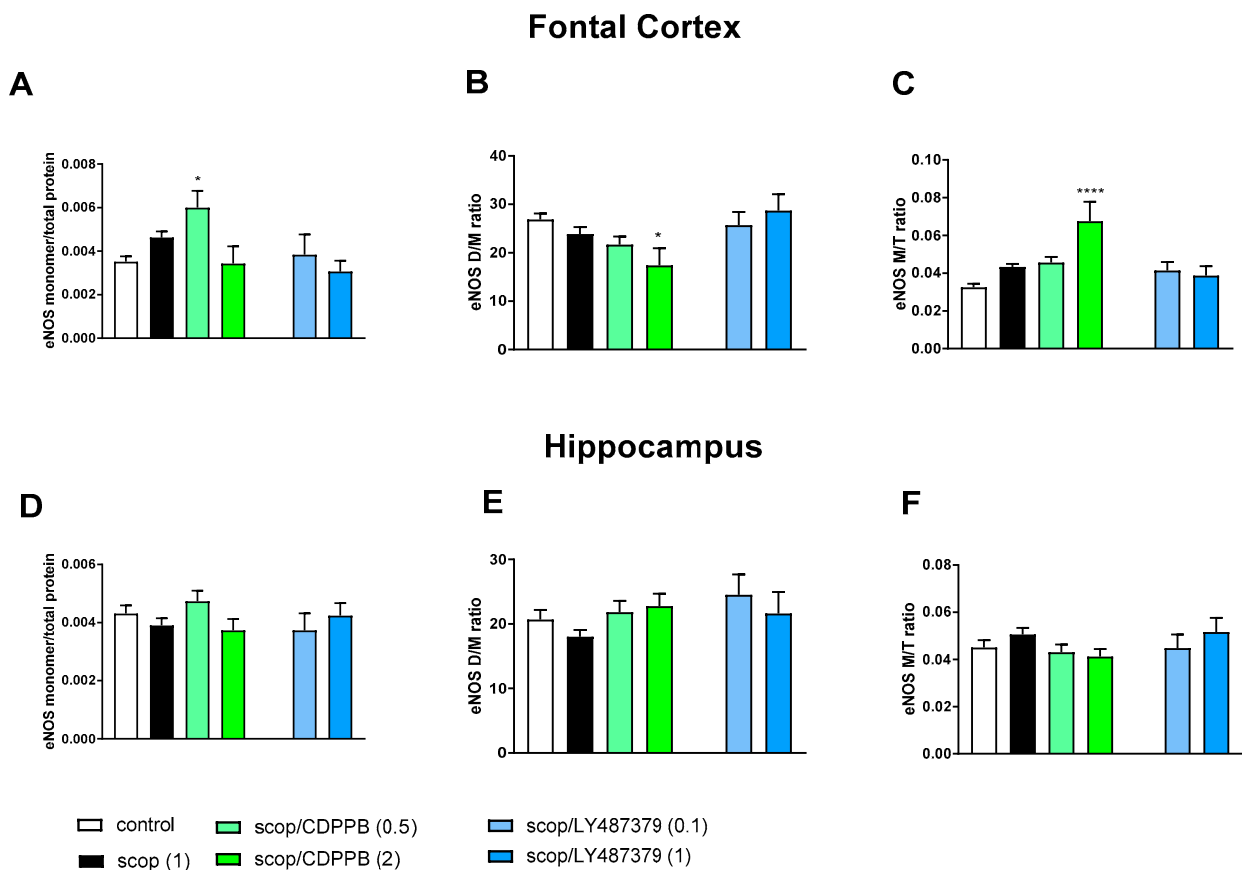 Fontal Cortex
A
B
C
eNOS monomer/total protein
0.008
0.006
0.004
0.002
0.000
*
eNOS D/M ratio
40
30
20
10
0
*
eNOS M/T ratio
0.10
0.08
0.06
0.04
0.02
0.00
****
Hippocampus
D
E
F
eNOS monomer/total protein
0.006
0.004
0.002
0.000
eNOS D/M ratio
30
20
10
0
eNOS M/T ratio
0.08
0.06
0.04
0.02
0.00
control
scop/CDPPB (0.5)
scop/LY487379 (0.1)
scop (1)
scop/CDPPB (2)
scop/LY487379 (1)